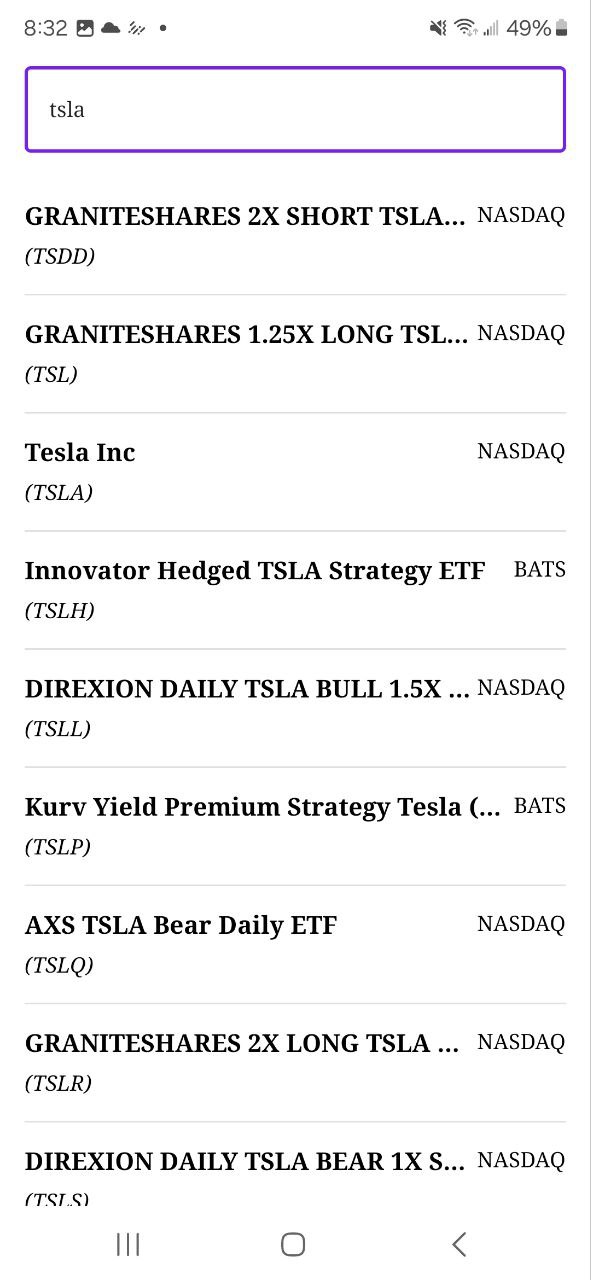 8:32 49%
tsla
GRANITESHARES 2X SHORT TSLA... NASDAQ
(TSDD)
GRANITESHARES 1.25X LONG TSL... NASDAQ
(TSL)
Tesla Inc NASDAQ
(TSLA)
Innovator Hedged TSLA Strategy ETF BATS
(TSLH)
DIREXION DAILY TSLA BULL 1.5X ... NASDAQ
(TSLL)
Kurv Yield Premium Strategy Tesla (... BATS
(TSLP)
AXS TSLA Bear Daily ETF NASDAQ
(TSLQ)
GRANITESHARES 2X LONG TSLA ... NASDAQ
(TSLR)
DIREXION DAILY TSLA BEAR 1X S... NASDAQ
(TSLS)